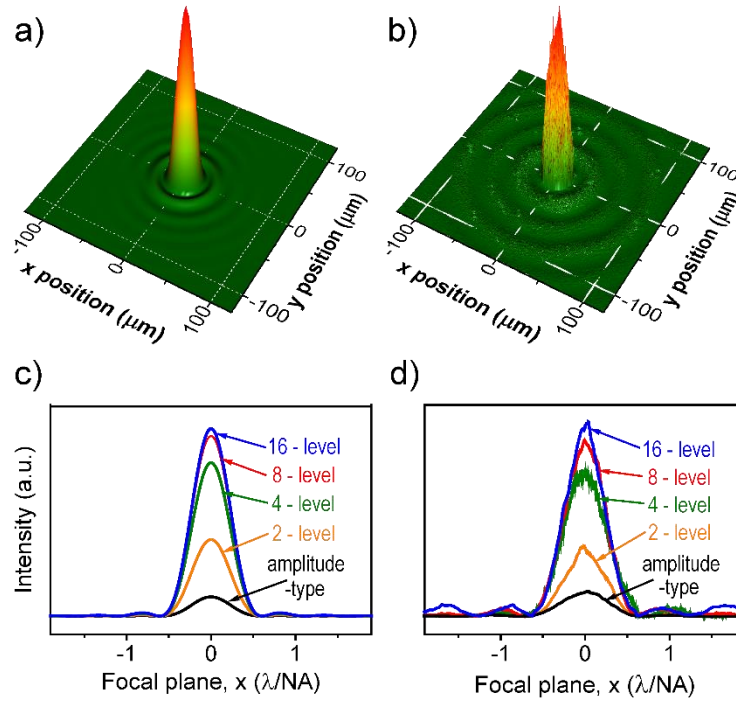 a)
b)
100
0
-100
y position (μm)
-100
0
100
x position (μm)
100
0
-100
y position (μm)
-100
0
100
x position (μm)
c)
d)
Intensity (a.u.)
16 - level
8 - level
4 - level
2 - level
amplitude
-type
-1
0
1
Focal plane, x (λ/NA)
16 - level
8 - level
4 - level
2 - level
amplitude
-type
-1
0
1
Focal plane, x (λ/NA)